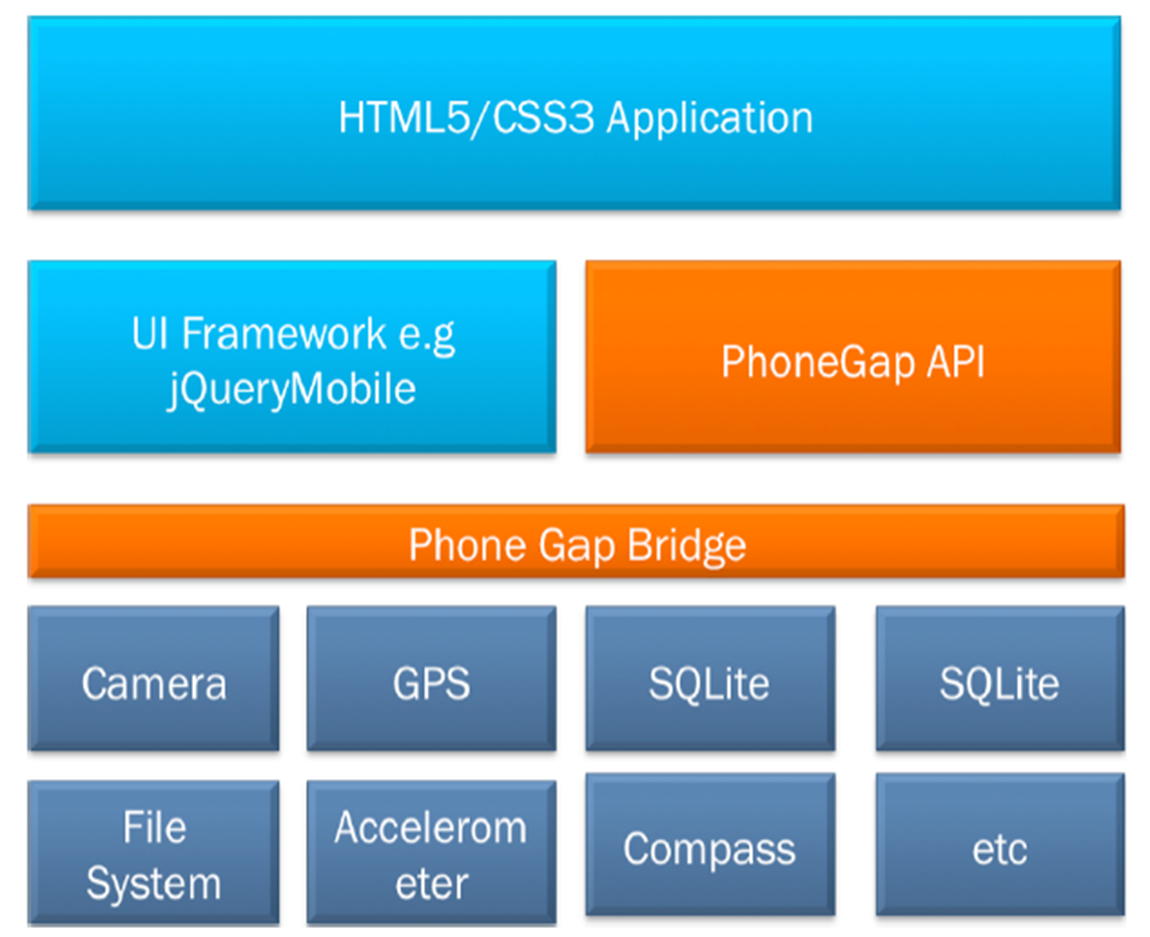 HTML5/CSS3 Application
UI Framework e.g
jQueryMobile
PhoneGap API
Phone Gap Bridge
Camera
GPS
SQLite
SQLite
File
System
Accelerom
eter
Compass
etc